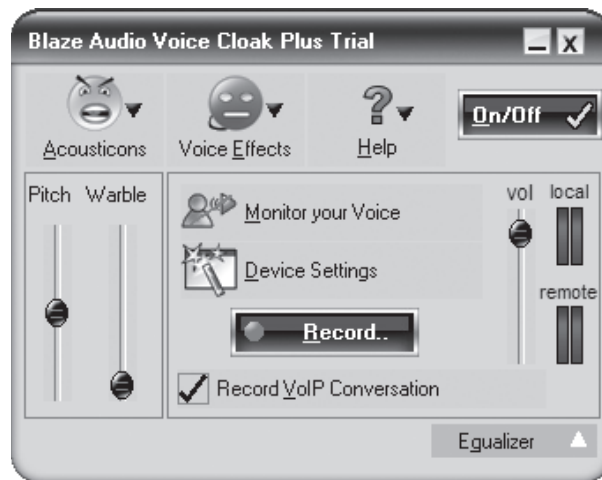 Blaze Audio Voice Cloak Plus Trial
Acousticons
Voice Effects
Help
On/Off
Pitch Warble
Monitor your Voice
Device Settings
Record..
Record VoIP Conversation
vol local
remote
Equalizer